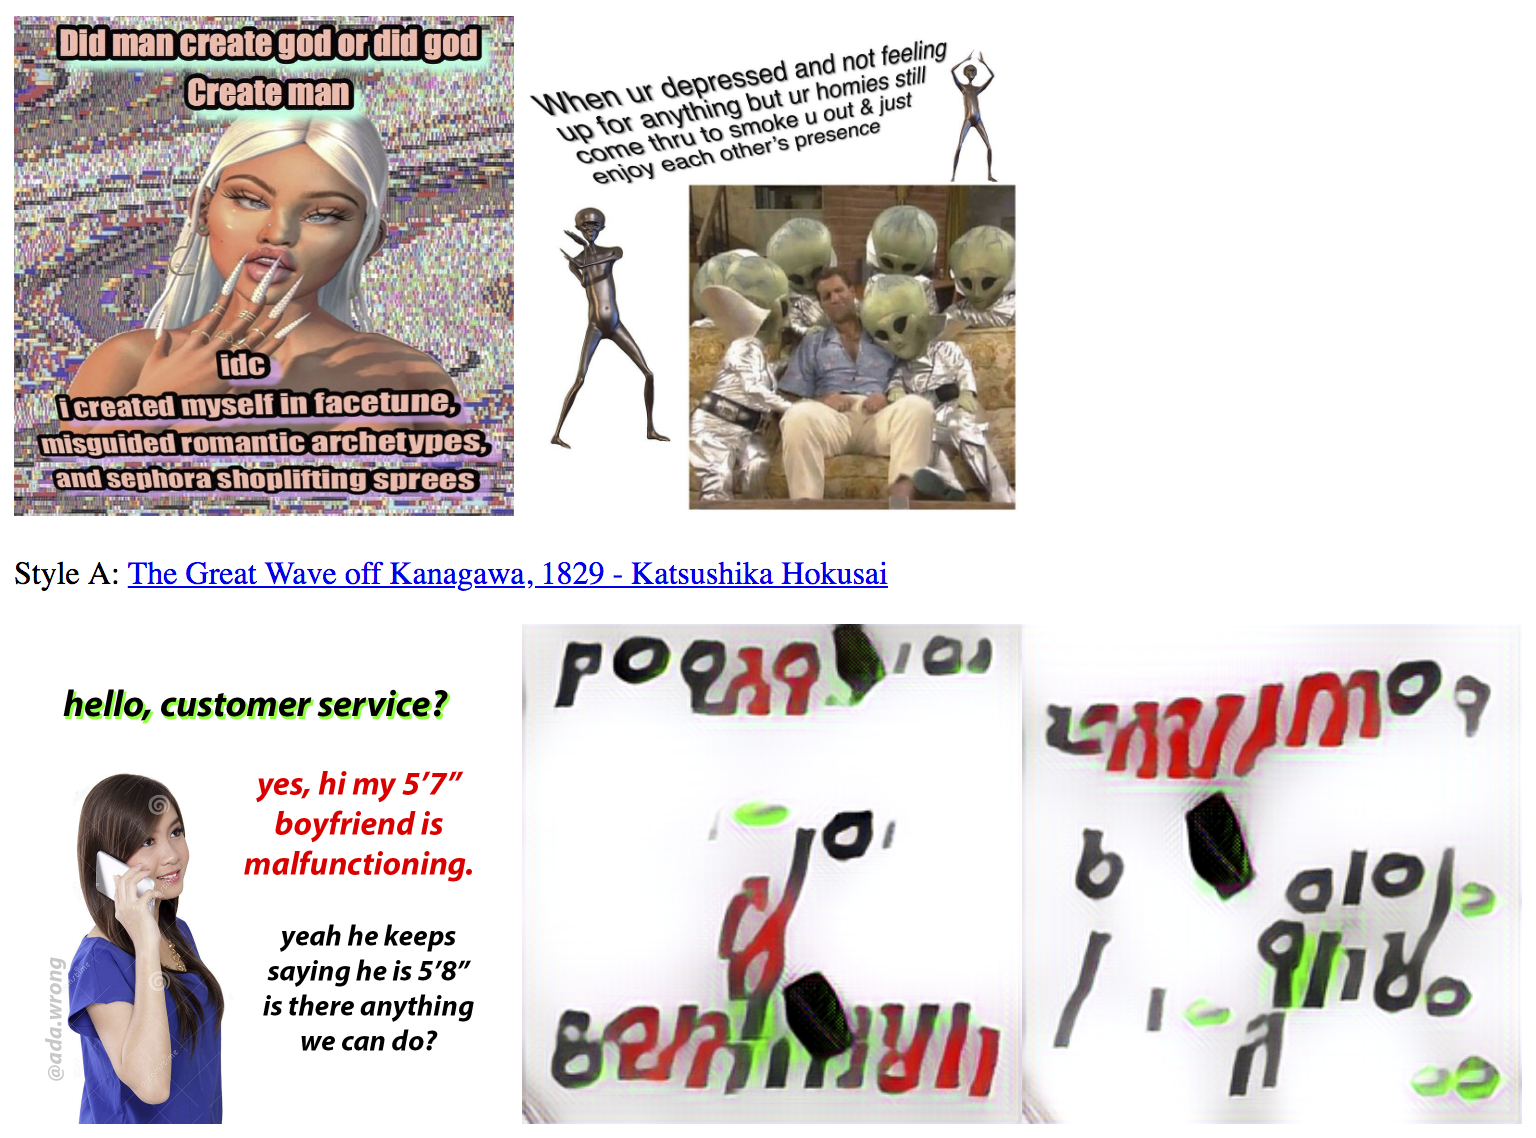 Did man create god or did god
Create man
idc
i created myself in facetune,
misguided romantic archetypes,
and sephora shoplifting sprees
When ur depressed and not feeling
up for anything but ur homies still
come thru to smoke u out & just
enjoy each other's presence
Style A: The Great Wave off Kanagawa, 1829 - Katsushika Hokusai
hello, customer service?
yes, hi my 5'7"
boyfriend is
malfunctioning.
yeah he keeps
saying he is 5'8"
is there anything
we can do?
@ada.wrong